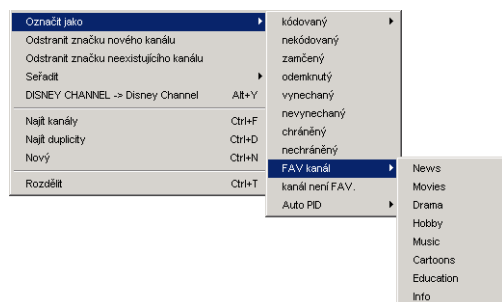 Označit jako
Odstranit značku nového kanálu
Odstranit značku neexistujícího kanálu
Seřadit
DISNEY CHANNEL -> Disney Channel Alt+Y
Najít kanály Ctrl+F
Najít duplicity Ctrl+D
Nový Ctrl+N
Rozdělit Ctrl+T
kódovaný
nekódovaný
zamčený
odemknutý
vynechaný
nevynechaný
chráněný
nechráněný
FAV kanál
kanál není FAV.
Auto PID
News
Movies
Drama
Hobby
Music
Cartoons
Education
Info